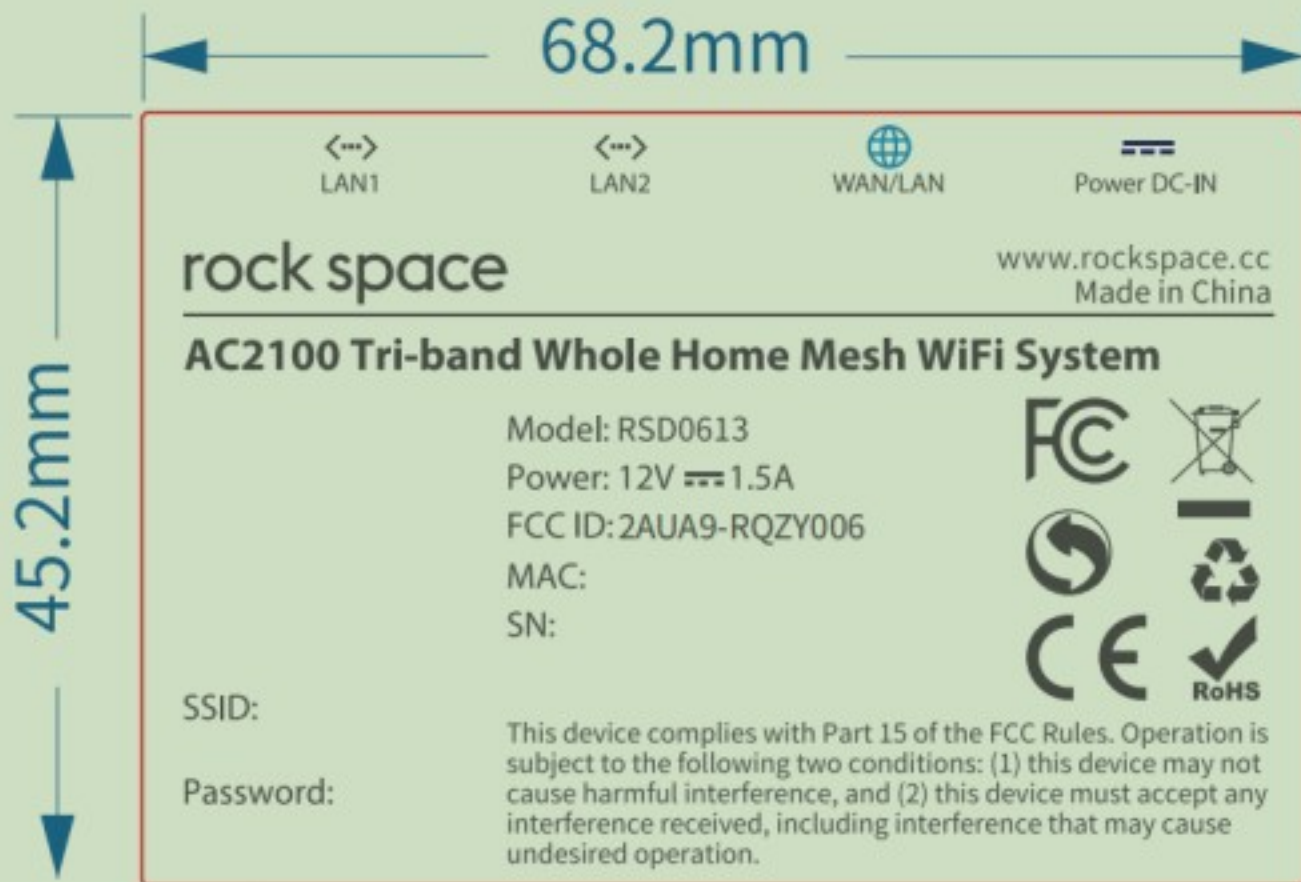 68.2mm
45.2mm
LAN1 LAN2 WAN/LAN Power DC-IN
rock space
www.rockspace.cc
Made in China
AC2100 Tri-band Whole Home Mesh WiFi System
Model: RSD0613
Power: 12V ⎓ 1.5A
FCC ID: 2AUA9-RQZY006
MAC:
SN:
FC
CE
RoHS
SSID:
Password:
This device complies with Part 15 of the FCC Rules. Operation is
subject to the following two conditions: (1) this device may not
cause harmful interference, and (2) this device must accept any
interference received, including interference that may cause
undesired operation.